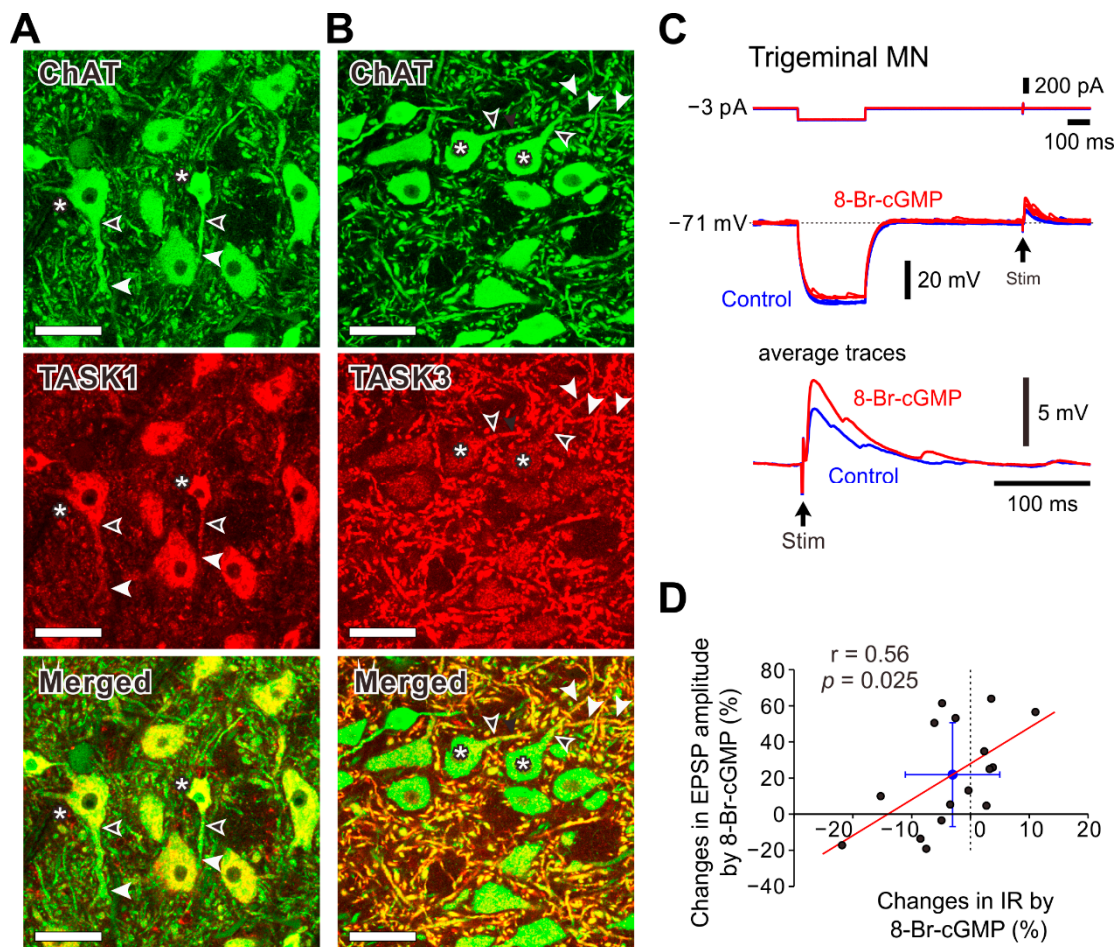 A
ChAT
TASK1
Merged
B
ChAT
TASK3
Merged
C
Trigeminal MN
200 pA
−3 pA
100 ms
8-Br-cGMP
−71 mV
20 mV
Stim
Control
average traces
8-Br-cGMP
5 mV
Control
100 ms
Stim
D
r = 0.56
p = 0.025
Changes in EPSP amplitude
by 8-Br-cGMP (%)
80
60
40
20
0
−20
−40
−20
−10
0
10
20
Changes in IR by
8-Br-cGMP (%)